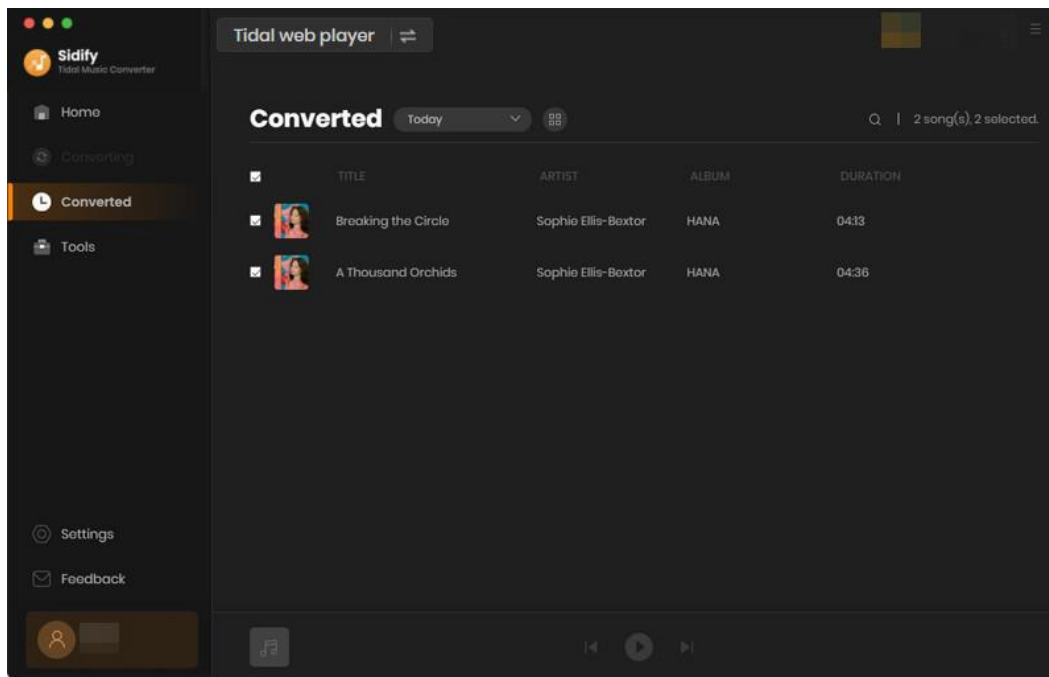 Sidify
Tidal Music Converter
Tidal web player
Home
Converting
Converted
Tools
Settings
Feedback
Converted Today
2 song(s), 2 selected.
TITLE ARTIST ALBUM DURATION
Breaking the Circle Sophie Ellis-Bextor HANA 04:13
A Thousand Orchids Sophie Ellis-Bextor HANA 04:36